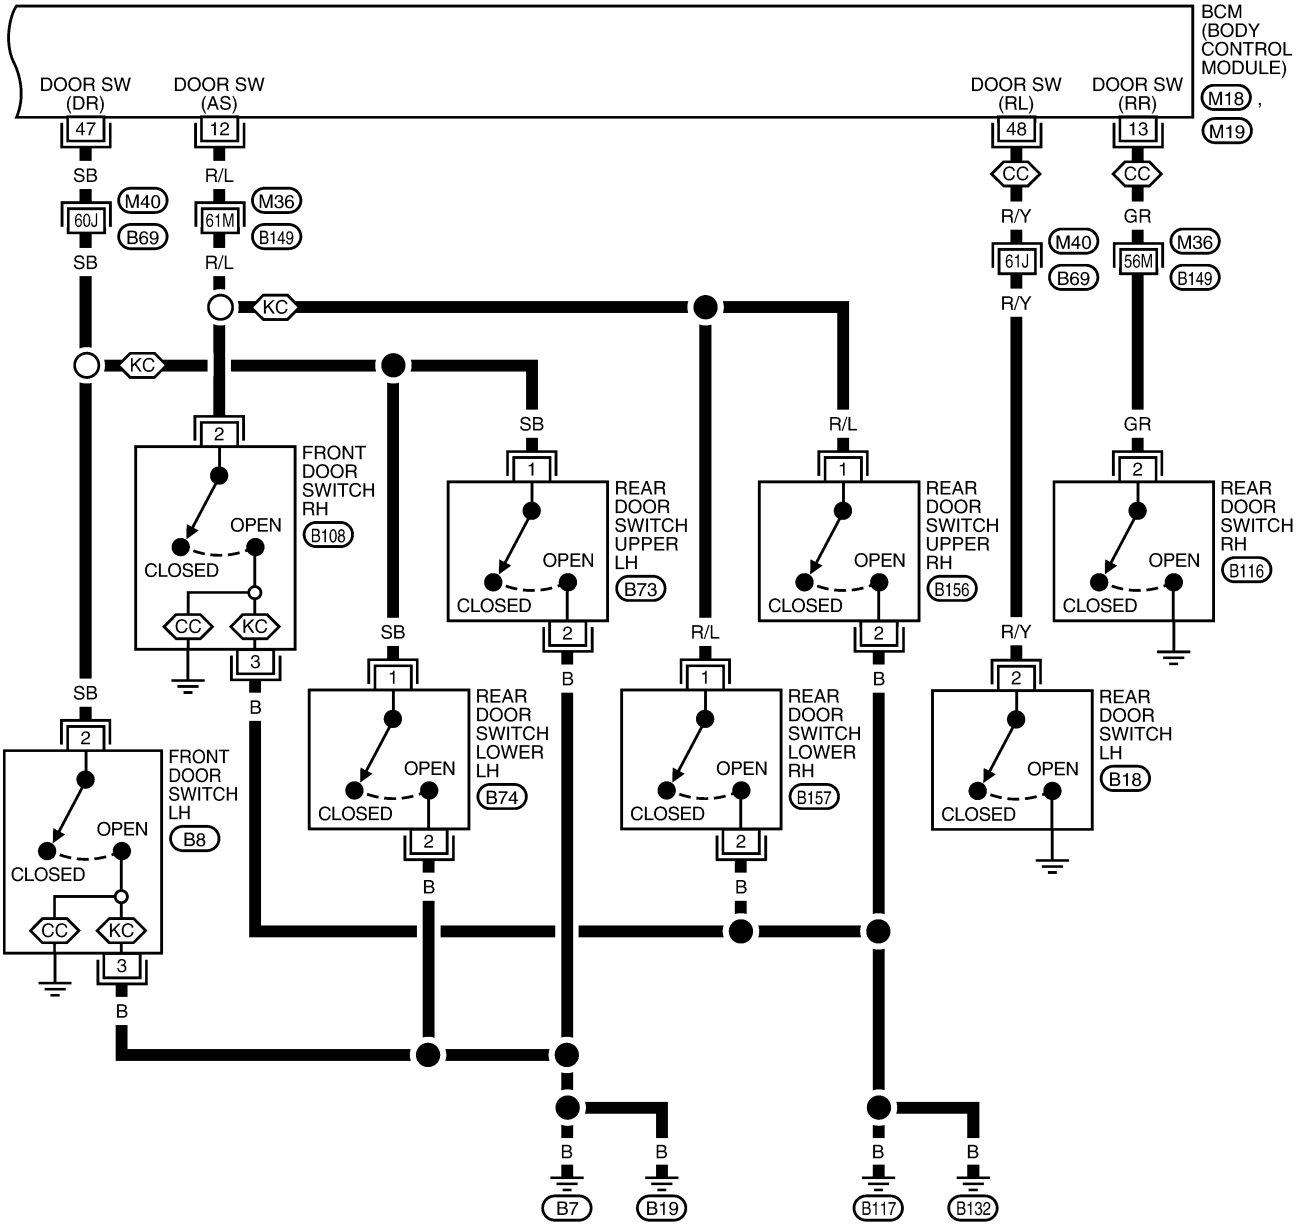 BCM
(BODY
CONTROL
MODULE)
M18 ,
M19
DOOR SW
(DR)
DOOR SW
(AS)
DOOR SW
(RL)
DOOR SW
(RR)
47
12
48
13
SB
R/L
CC
CC
60J
M40
B69
61M
M36
B149
R/Y
GR
SB
R/L
61J
M40
B69
56M
M36
B149
R/Y
KC
KC
SB
R/L
GR
2
FRONT
DOOR
SWITCH
RH
B108
OPEN
CLOSED
CC
KC
3
B
1
REAR
DOOR
SWITCH
UPPER
LH
B73
OPEN
CLOSED
2
B
1
REAR
DOOR
SWITCH
UPPER
RH
B156
OPEN
CLOSED
2
B
2
REAR
DOOR
SWITCH
RH
B116
OPEN
CLOSED
SB
SB
R/L
R/Y
2
FRONT
DOOR
SWITCH
LH
B8
OPEN
CLOSED
CC
KC
3
B
1
REAR
DOOR
SWITCH
LOWER
LH
B74
OPEN
CLOSED
2
B
1
REAR
DOOR
SWITCH
LOWER
RH
B157
OPEN
CLOSED
2
B
2
REAR
DOOR
SWITCH
LH
B18
OPEN
CLOSED
B
B
B
B
B7
B19
B117
B132